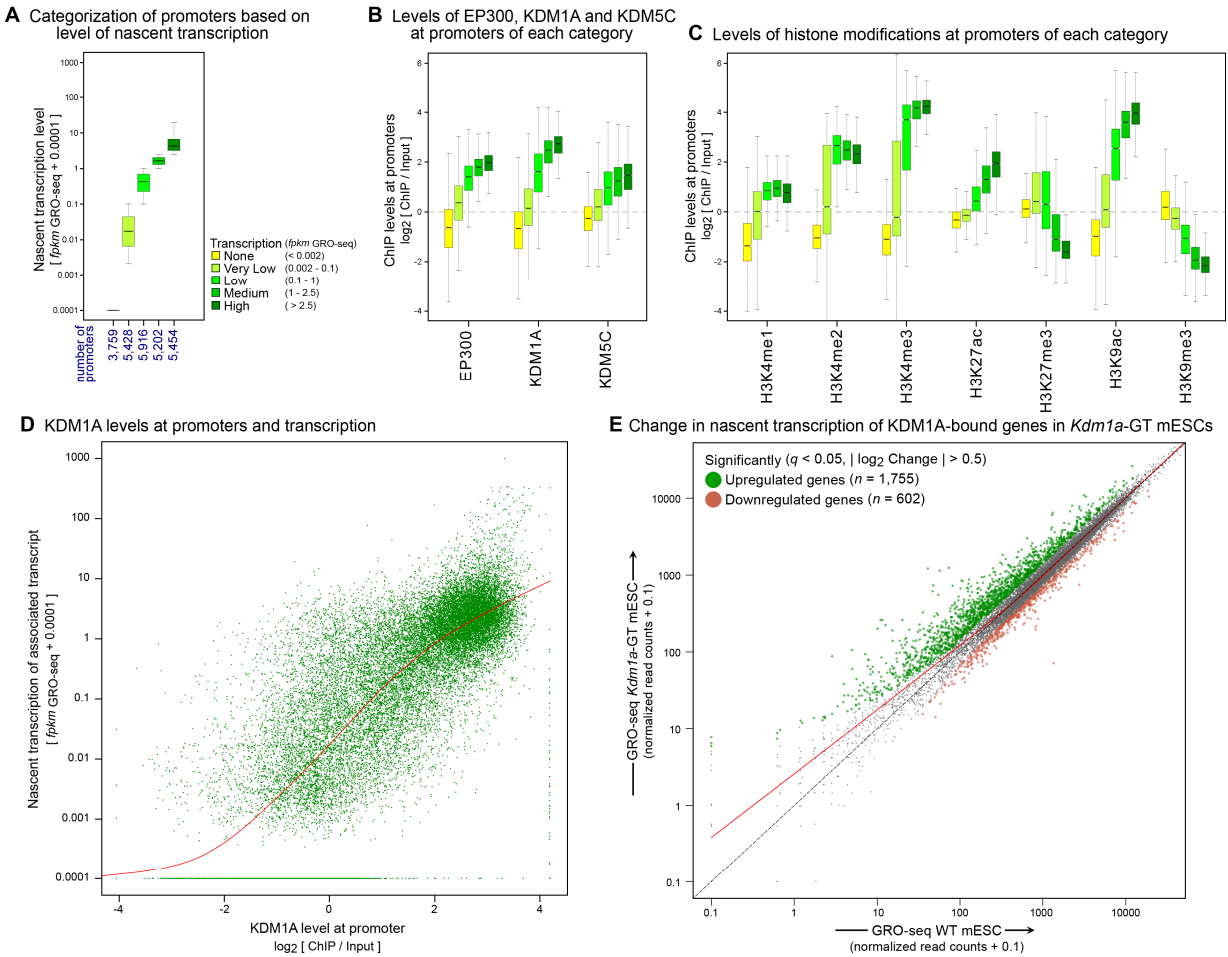 A Categorization of promoters based on
level of nascent transcription
Nascent transcription level
[ fpkm GRO-seq + 0.0001 ]
1000
100
10
1
0.1
0.01
0.001
0.0001
number of
promoters
3,759
5,428
5,916
5,202
5,454
Transcription (fpkm GRO-seq)
None (< 0.002)
Very Low (0.002 - 0.1)
Low (0.1 - 1)
Medium (1 - 2.5)
High ( > 2.5)
B Levels of EP300, KDM1A and KDM5C
at promoters of each category
ChIP levels at promoters
log2 [ ChIP / Input ]
6
4
2
0
-2
-4
EP300
KDM1A
KDM5C
C Levels of histone modifications at promoters of each category
ChIP levels at promoters
log2 [ ChIP / Input ]
6
4
2
0
-2
-4
H3K4me1
H3K4me2
H3K4me3
H3K27ac
H3K27me3
H3K9ac
H3K9me3
D KDM1A levels at promoters and transcription
Nascent transcription of associated transcript
[ fpkm GRO-seq + 0.0001 ]
1000
100
10
1
0.1
0.01
0.001
0.0001
-4
-2
0
2
4
KDM1A level at promoter
log2 [ ChIP / Input ]
E Change in nascent transcription of KDM1A-bound genes in Kdm1a-GT mESCs
Significantly (q < 0.05, | log2 Change | > 0.5)
Upregulated genes (n = 1,755)
Downregulated genes (n = 602)
GRO-seq Kdm1a-GT mESC
(normalized read counts + 0.1)
10000
1000
100
10
1
0.1
0.1
1
10
100
1000
10000
GRO-seq WT mESC
(normalized read counts + 0.1)